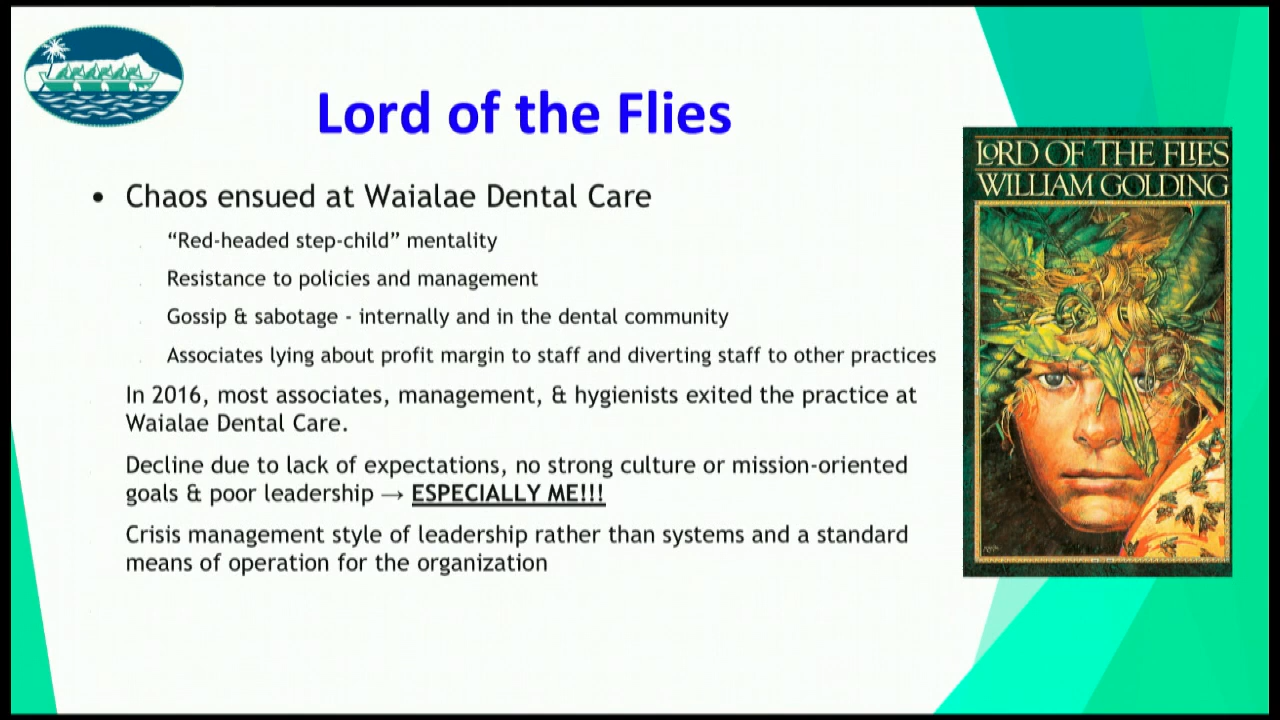 Lord of the Flies
LORD OF THE FLIES
WILLIAM GOLDING
• Chaos ensued at Waialae Dental Care
“Red-headed step-child” mentality
Resistance to policies and management
Gossip & sabotage - internally and in the dental community
Associates lying about profit margin to staff and diverting staff to other practices
In 2016, most associates, management, & hygienists exited the practice at
Waialae Dental Care.
Decline due to lack of expectations, no strong culture or mission-oriented
goals & poor leadership → ESPECIALLY ME!!!
Crisis management style of leadership rather than systems and a standard
means of operation for the organization